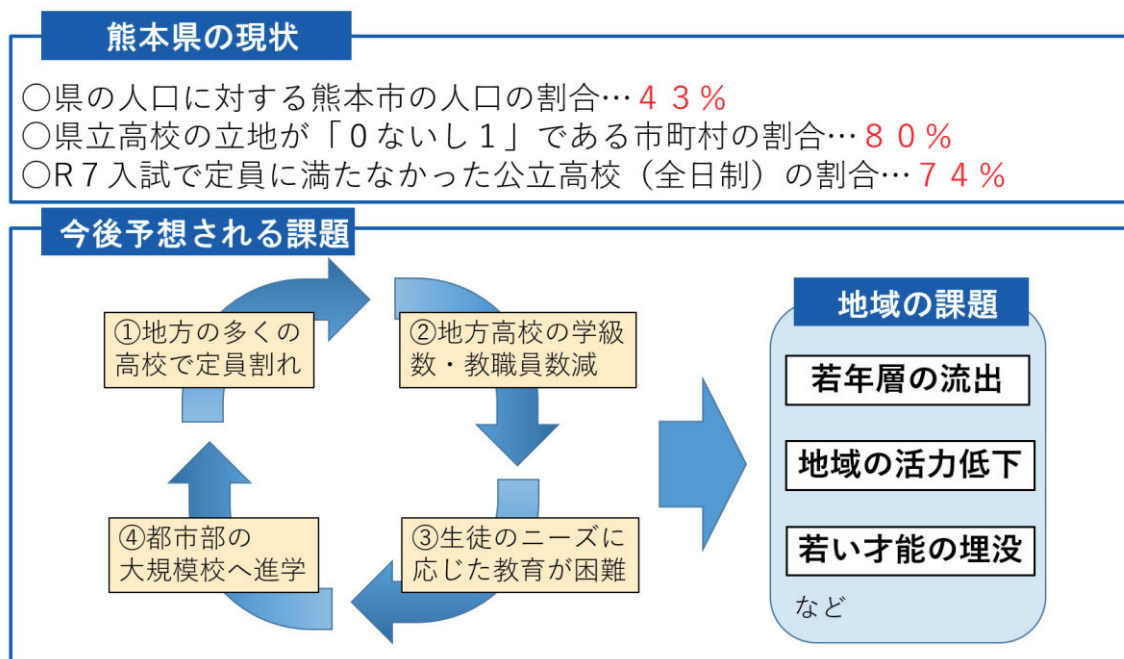 熊本県の現状
○県の人口に対する熊本市の人口の割合…４３％
○県立高校の立地が「０ないし１」である市町村の割合…８０％
○R７入試で定員に満たなかった公立高校（全日制）の割合…７４％
今後予想される課題
①地方の多くの
高校で定員割れ
②地方高校の学級
数・教職員数減
③生徒のニーズに
応じた教育が困難
④都市部の
大規模校へ進学
地域の課題
若年層の流出
地域の活力低下
若い才能の埋没
など